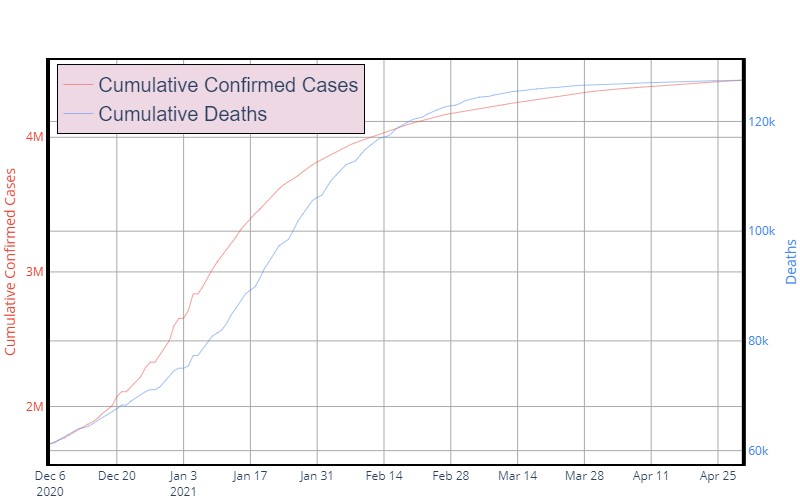 Cumulative Confirmed Cases
Cumulative Deaths
4M
3M
2M
Cumulative Confirmed Cases
120k
100k
80k
60k
Deaths
Dec 6 Dec 20 Jan 3 Jan 17 Jan 31 Feb 14 Feb 28 Mar 14 Mar 28 Apr 11 Apr 25
2020 2021